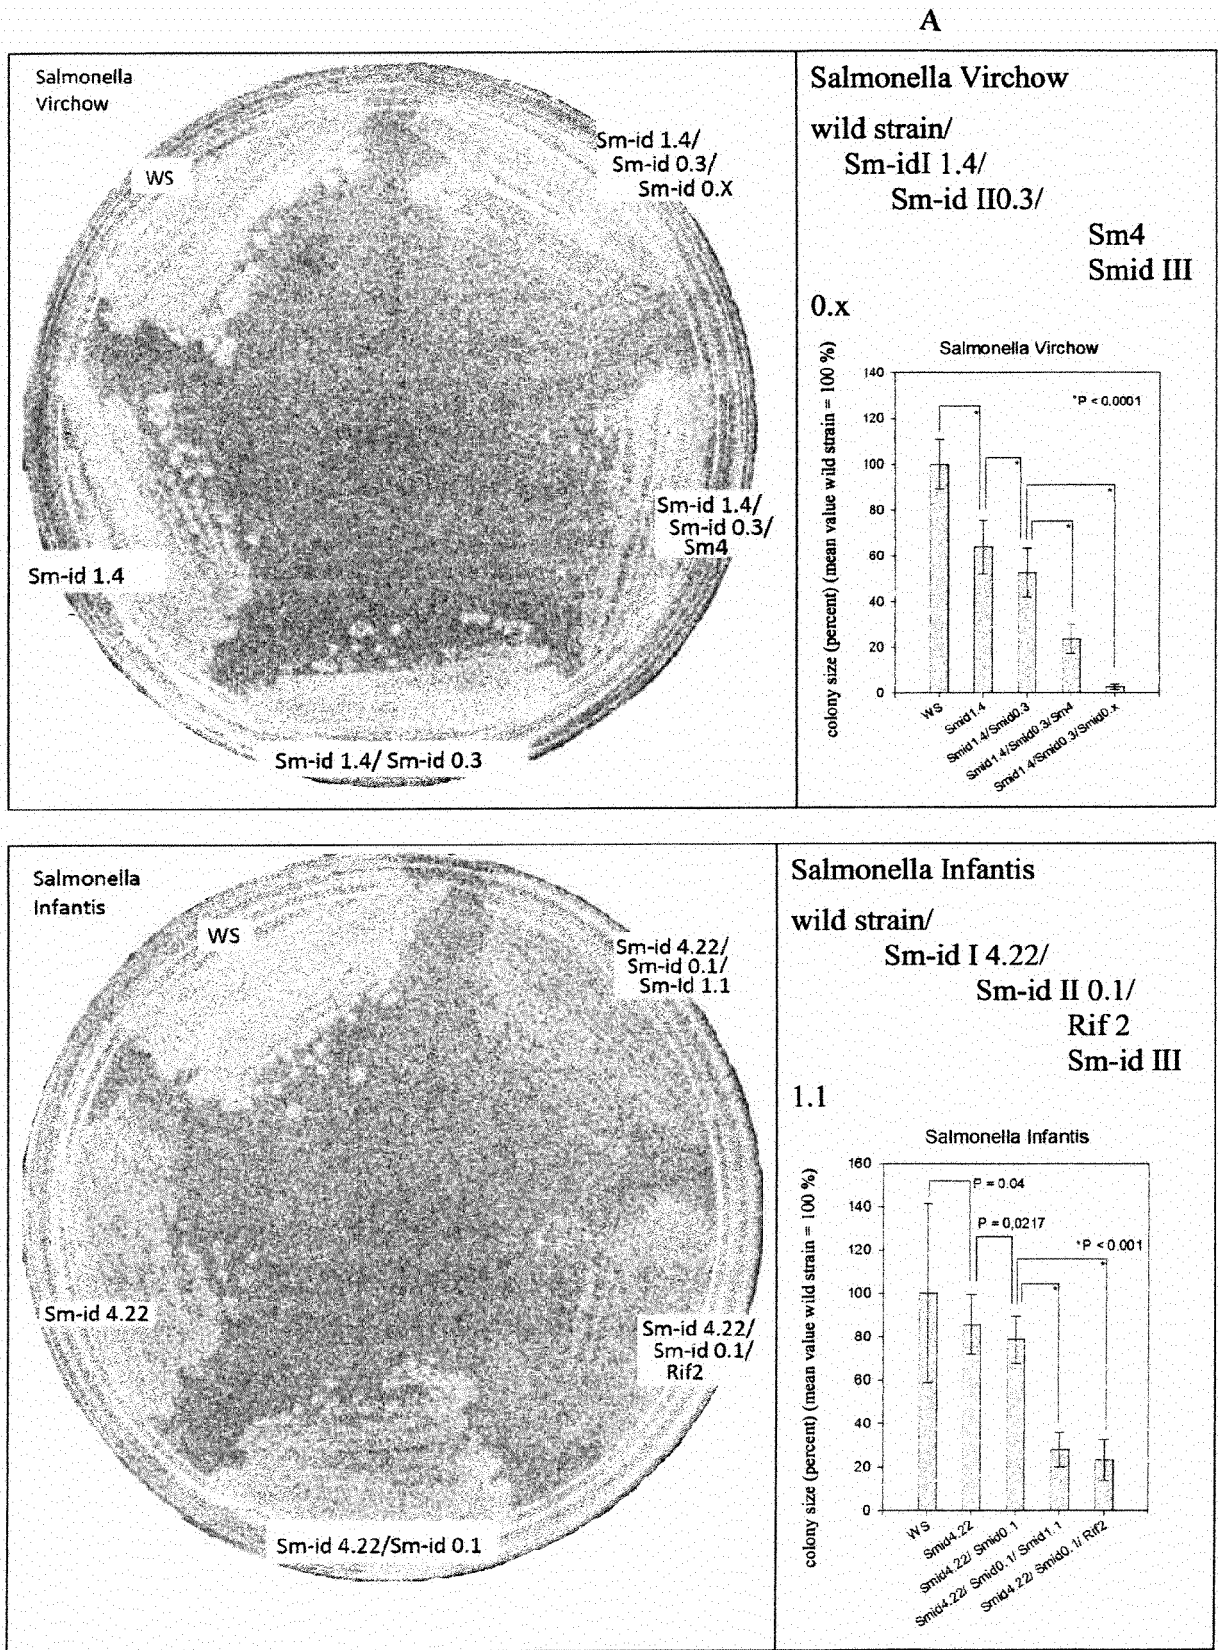 A
Salmonella
Virchow
WS
Sm-id 1.4/
Sm-id 0.3/
Sm-id 0.X
Sm-id 1.4/
Sm-id 0.3/
Sm4
Sm-id 1.4
Sm-id 1.4/ Sm-id 0.3
Salmonella Virchow
wild strain/
Sm-idI 1.4/
Sm-id II0.3/
Sm4
Smid III
0.x
Salmonella Virchow
*P < 0.0001
colony size (percent) (mean value wild strain = 100 %)
140
120
100
80
60
40
20
0
*
*
*
*
WS
Smid1.4
Smid1.4/Smid0.3
Smid1.4/Smid0.3/Sm4
Smid1.4/Smid0.3/Smid0.x
Salmonella
Infantis
WS
Sm-id 4.22/
Sm-id 0.1/
Sm-id 1.1
Sm-id 4.22/
Sm-id 0.1/
Rif2
Sm-id 4.22
Sm-id 4.22/Sm-id 0.1
Salmonella Infantis
wild strain/
Sm-id I 4.22/
Sm-id II 0.1/
Rif 2
Sm-id III
1.1
Salmonella Infantis
P = 0.04
P = 0,0217
*P < 0.001
colony size (percent) (mean value wild strain = 100 %)
160
140
120
100
80
60
40
20
0
*
*
WS
Smid4.22
Smid4.22/ Smid0.1
Smid4.22/ Smid0.1/ Smid1.1
Smid4.22/ Smid0.1/ Rif2